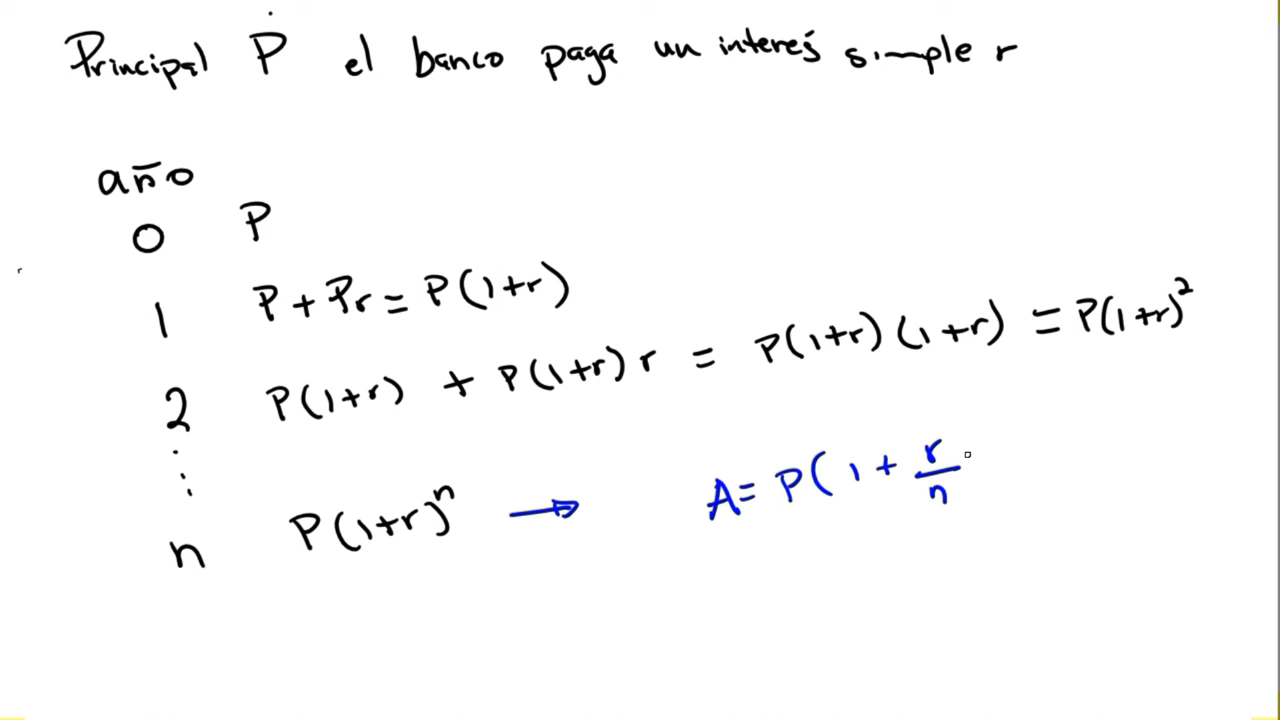 Principal P el banco paga un interés simple r
año
0 P
1 P + Pr = P(1+r)
2 P(1+r) + P(1+r) r = P(1+r)(1+r) = P(1+r)²
⋮
n P(1+r)ⁿ → A = P(1 + r/n